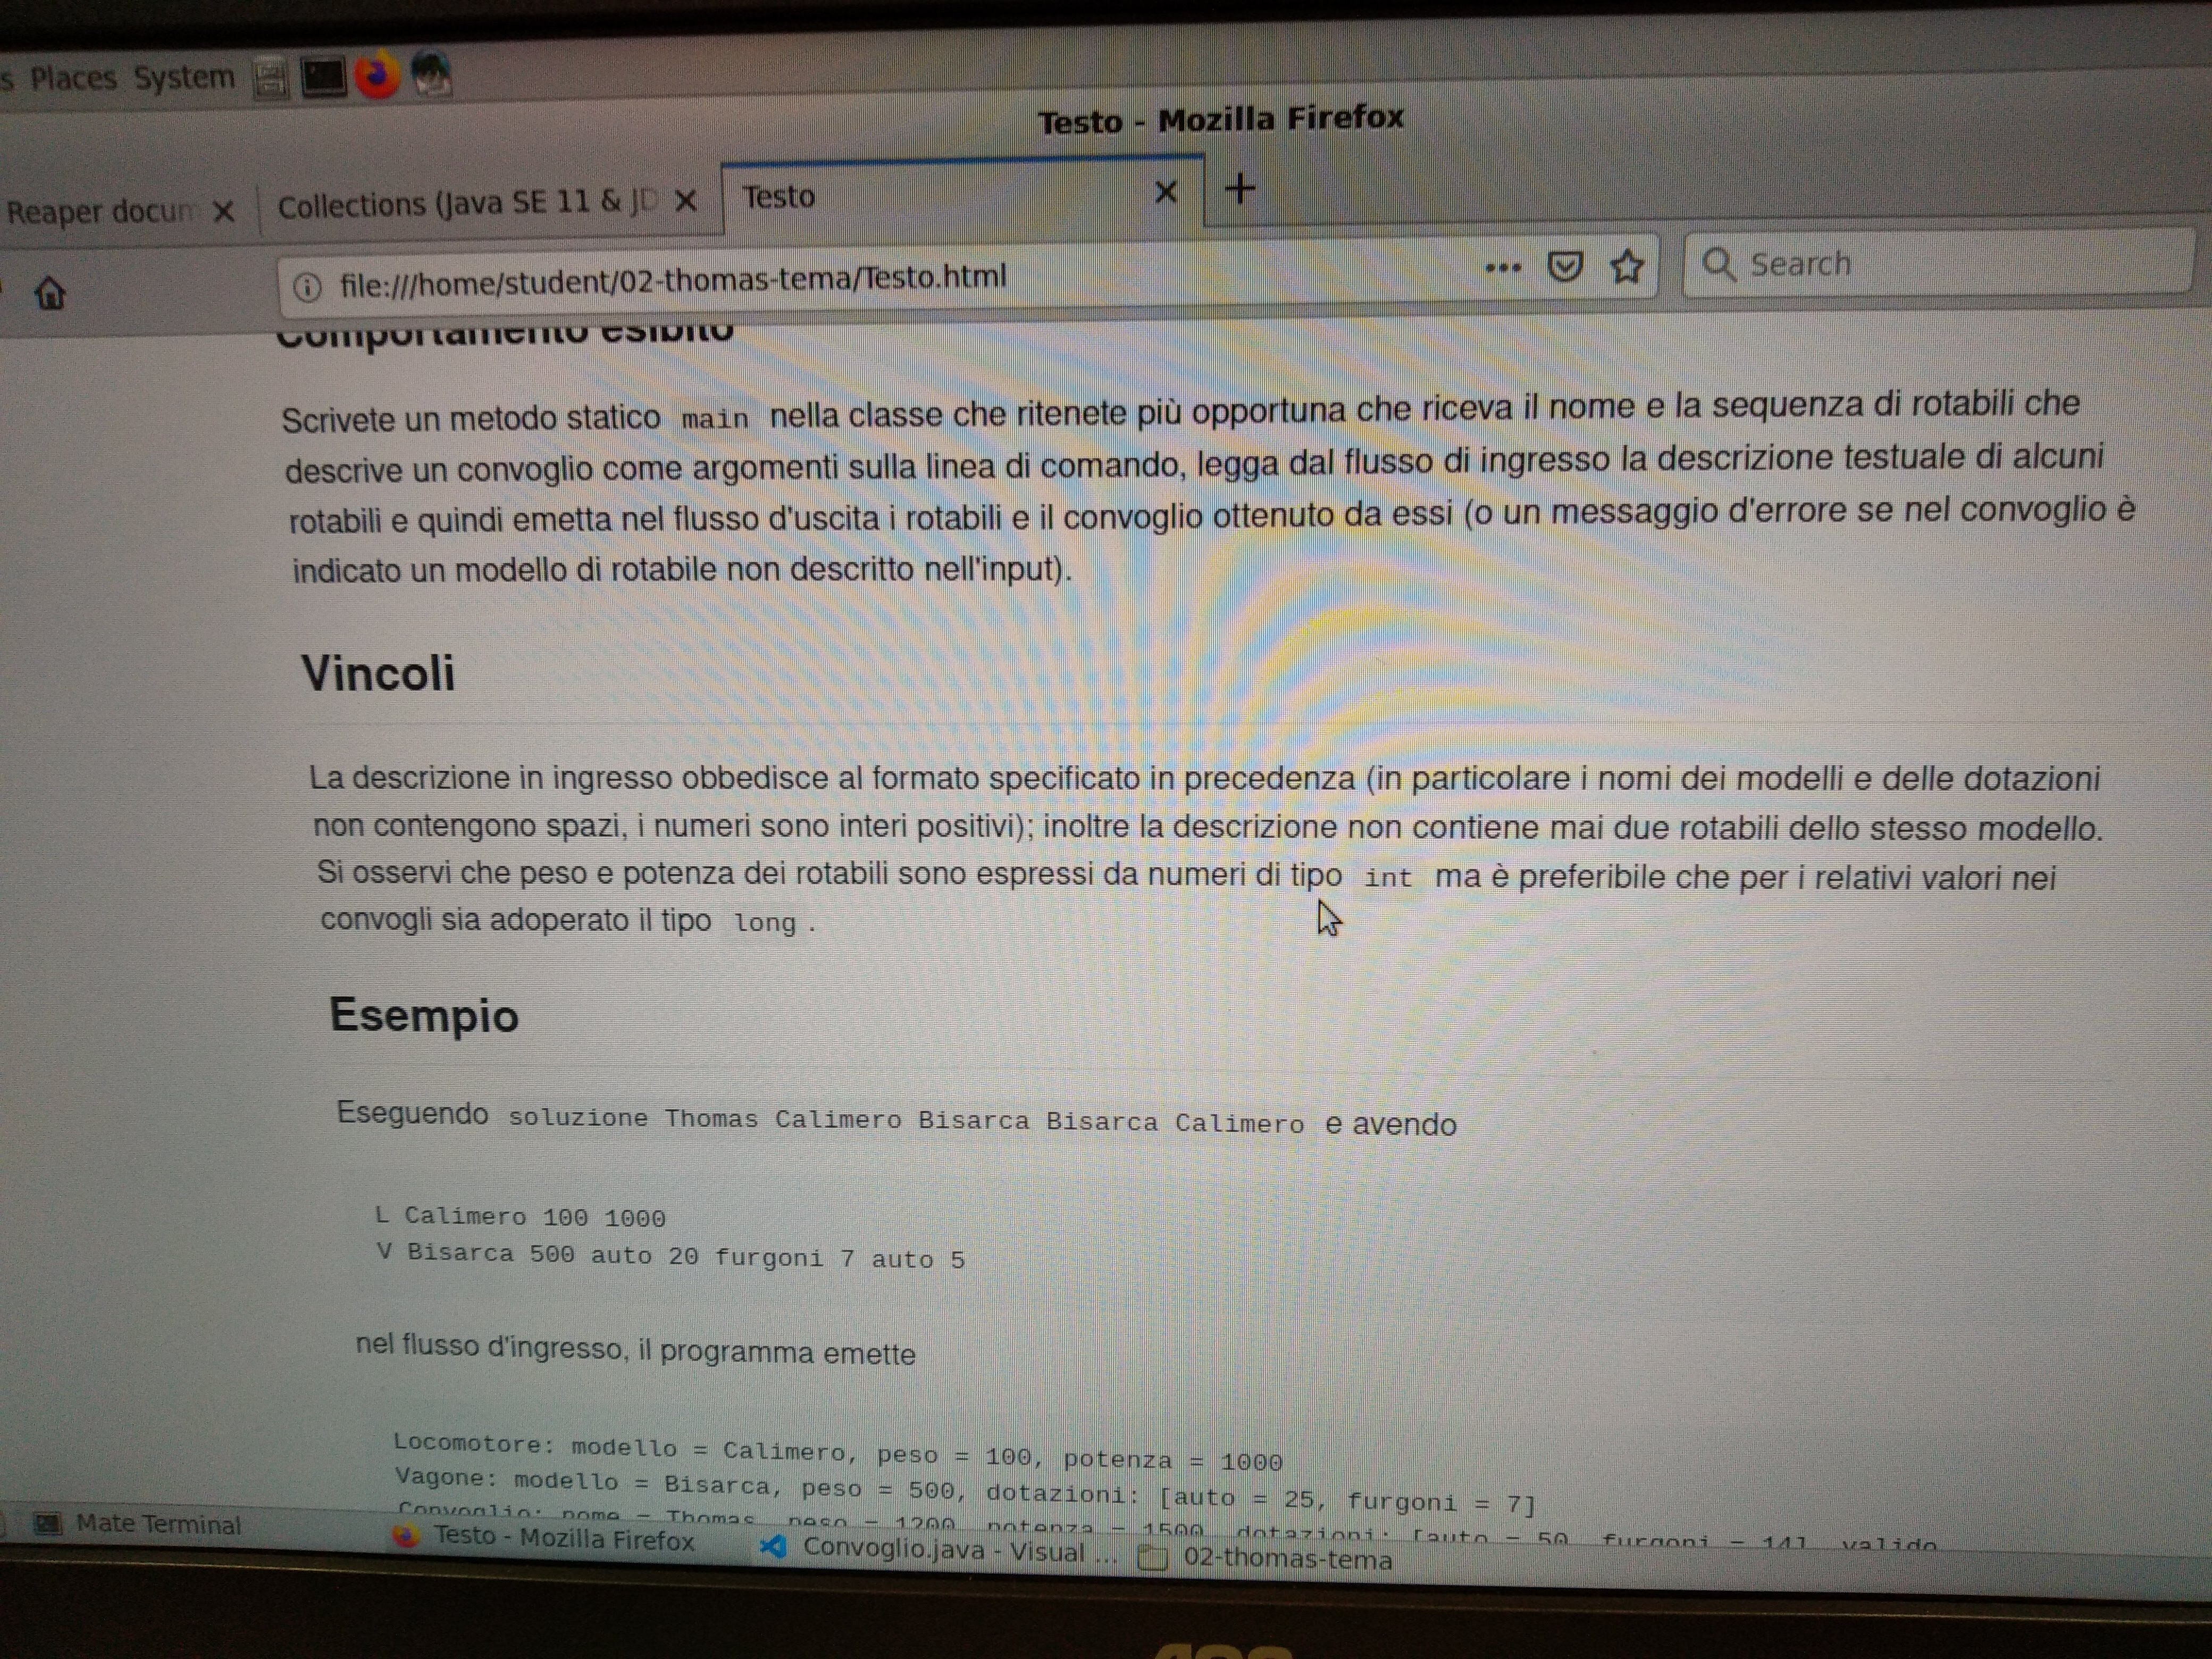 s Places System
Testo - Mozilla Firefox
Reaper docum
Collections (Java SE 11 & JD
Testo
file:///home/student/02-thomas-tema/Testo.html
Search
Comportamento esibito
Scrivete un metodo statico main nella classe che ritenete più opportuna che riceva il nome e la sequenza di rotabili che
descrive un convoglio come argomenti sulla linea di comando, legga dal flusso di ingresso la descrizione testuale di alcuni
rotabili e quindi emetta nel flusso d'uscita i rotabili e il convoglio ottenuto da essi (o un messaggio d'errore se nel convoglio è
indicato un modello di rotabile non descritto nell'input).
Vincoli
La descrizione in ingresso obbedisce al formato specificato in precedenza (in particolare i nomi dei modelli e delle dotazioni
non contengono spazi, i numeri sono interi positivi); inoltre la descrizione non contiene mai due rotabili dello stesso modello.
Si osservi che peso e potenza dei rotabili sono espressi da numeri di tipo int ma è preferibile che per i relativi valori nei
convogli sia adoperato il tipo long .
Esempio
Eseguendo soluzione Thomas Calimero Bisarca Bisarca Calimero e avendo
L Calimero 100 1000
V Bisarca 500 auto 20 furgoni 7 auto 5
nel flusso d'ingresso, il programma emette
Locomotore: modello = Calimero, peso = 100, potenza = 1000
Vagone: modello = Bisarca, peso = 500, dotazioni: [auto = 25, furgoni = 7]
Convoglio: nome = Thomas, peso = 1200, potenza = 1500, dotazioni: [auto = 50, furgoni = 14], valido
Mate Terminal
Testo - Mozilla Firefox
Convoglio.java - Visual ...
02-thomas-tema